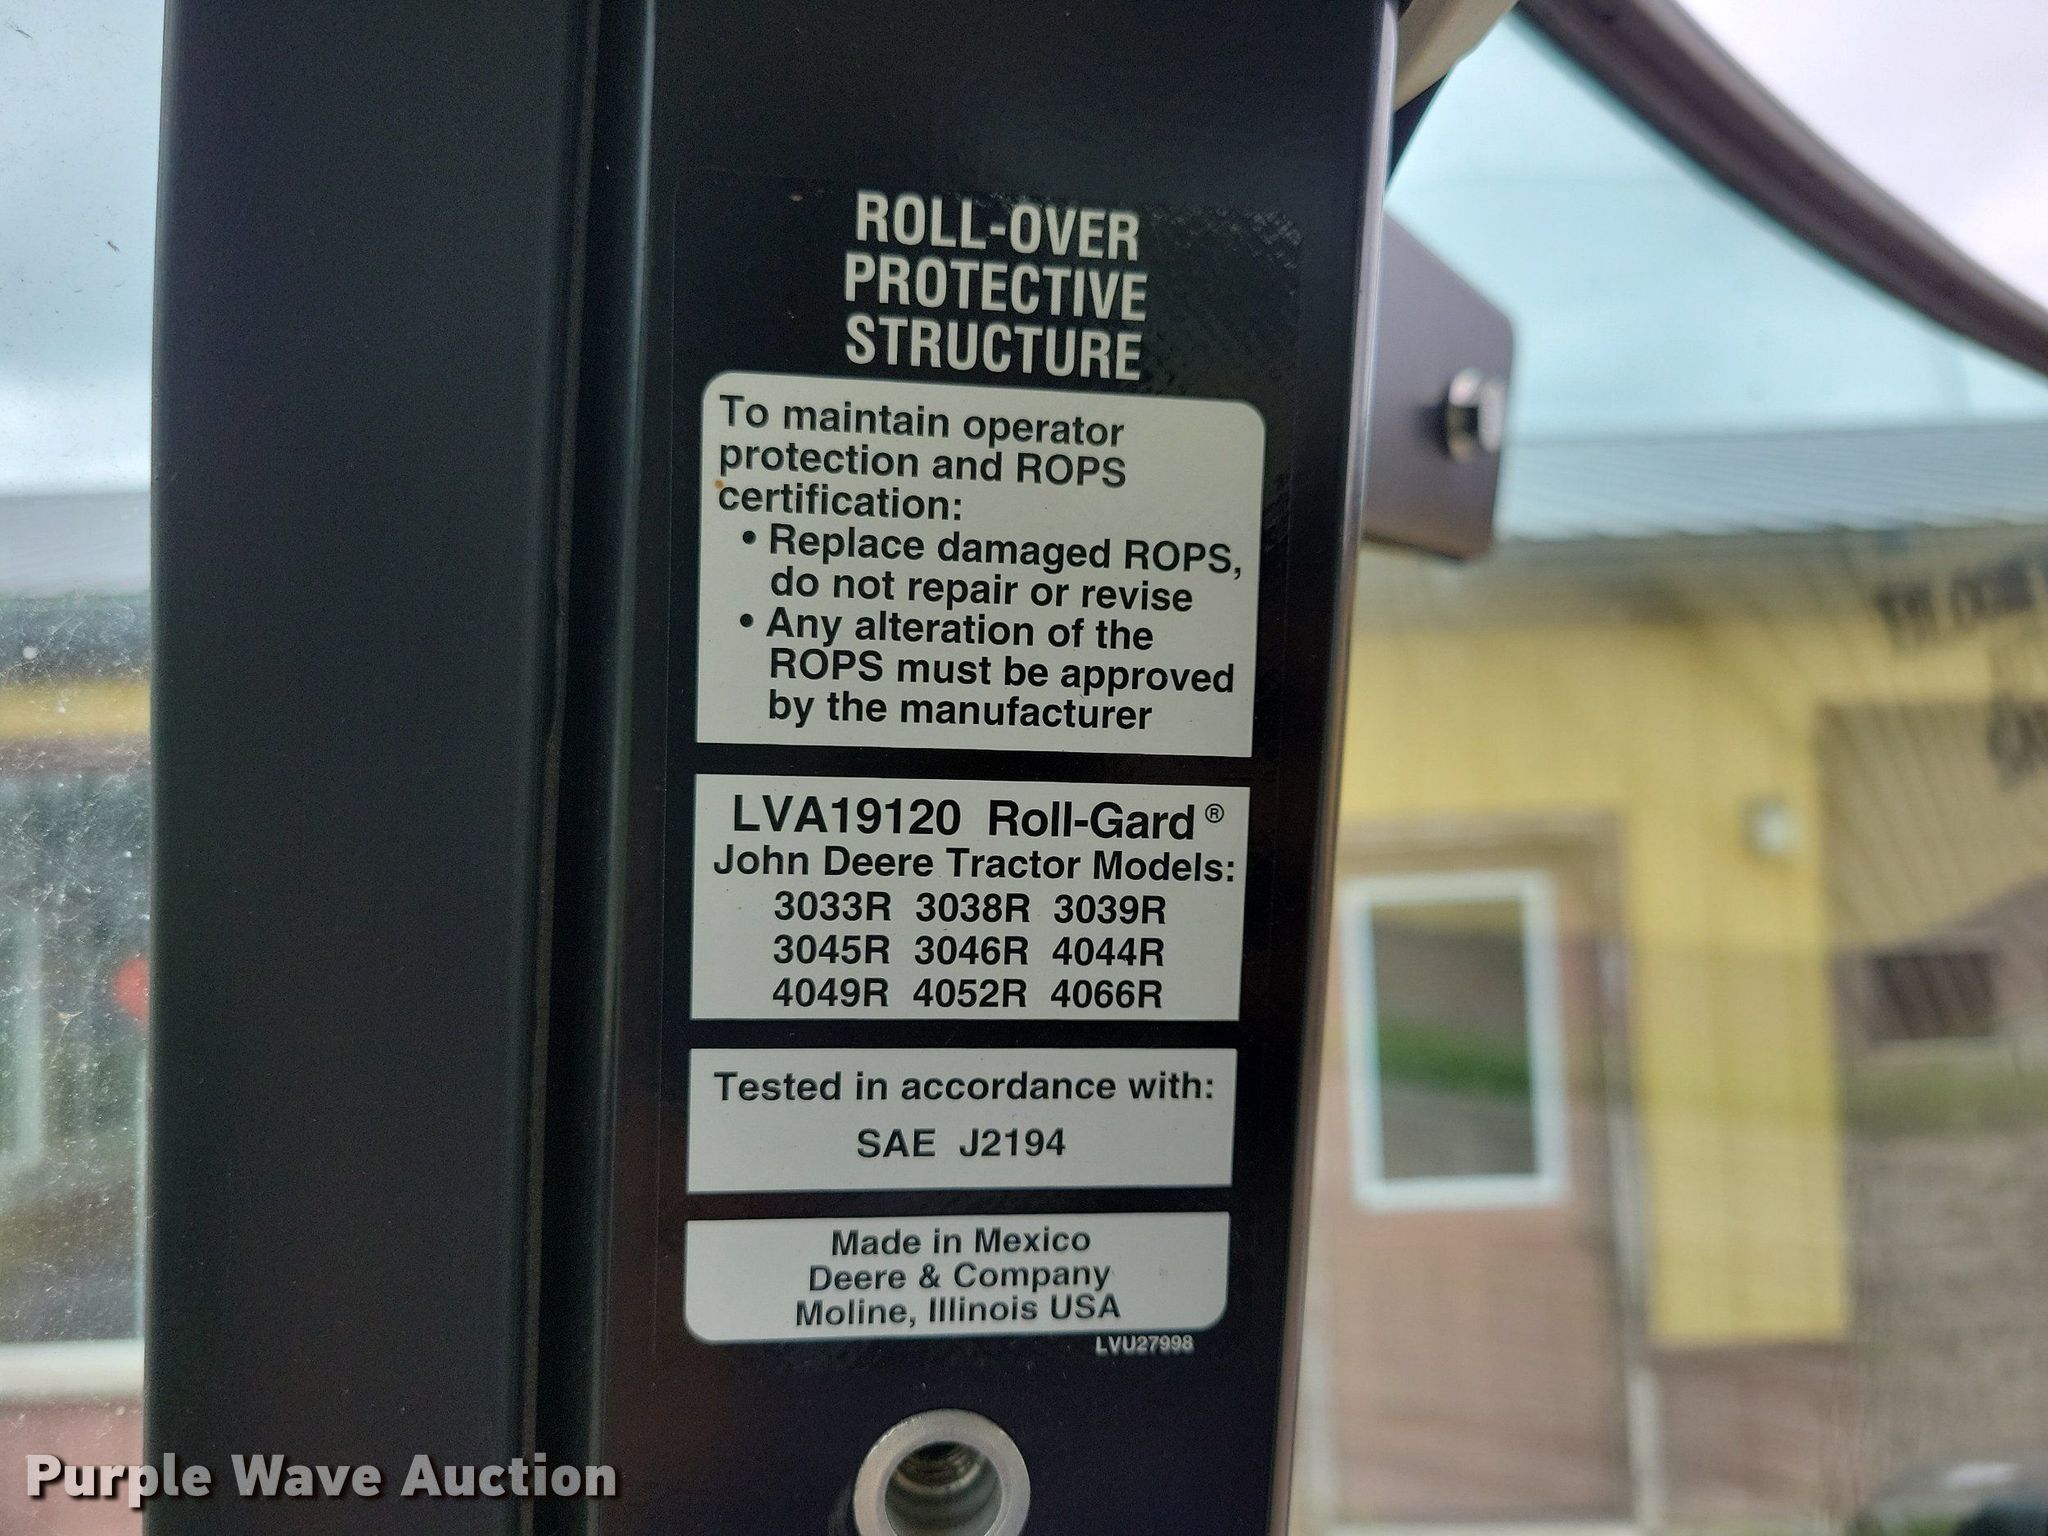 ROLL-OVER
PROTECTIVE
STRUCTURE
To maintain operator
protection and ROPS
certification:
• Replace damaged ROPS,
do not repair or revise
• Any alteration of the
ROPS must be approved
by the manufacturer
LVA19120 Roll-Gard®
John Deere Tractor Models:
3033R 3038R 3039R
3045R 3046R 4044R
4049R 4052R 4066R
Tested in accordance with:
SAE J2194
Made in Mexico
Deere & Company
Moline, Illinois USA
LVU27998
Purple Wave Auction